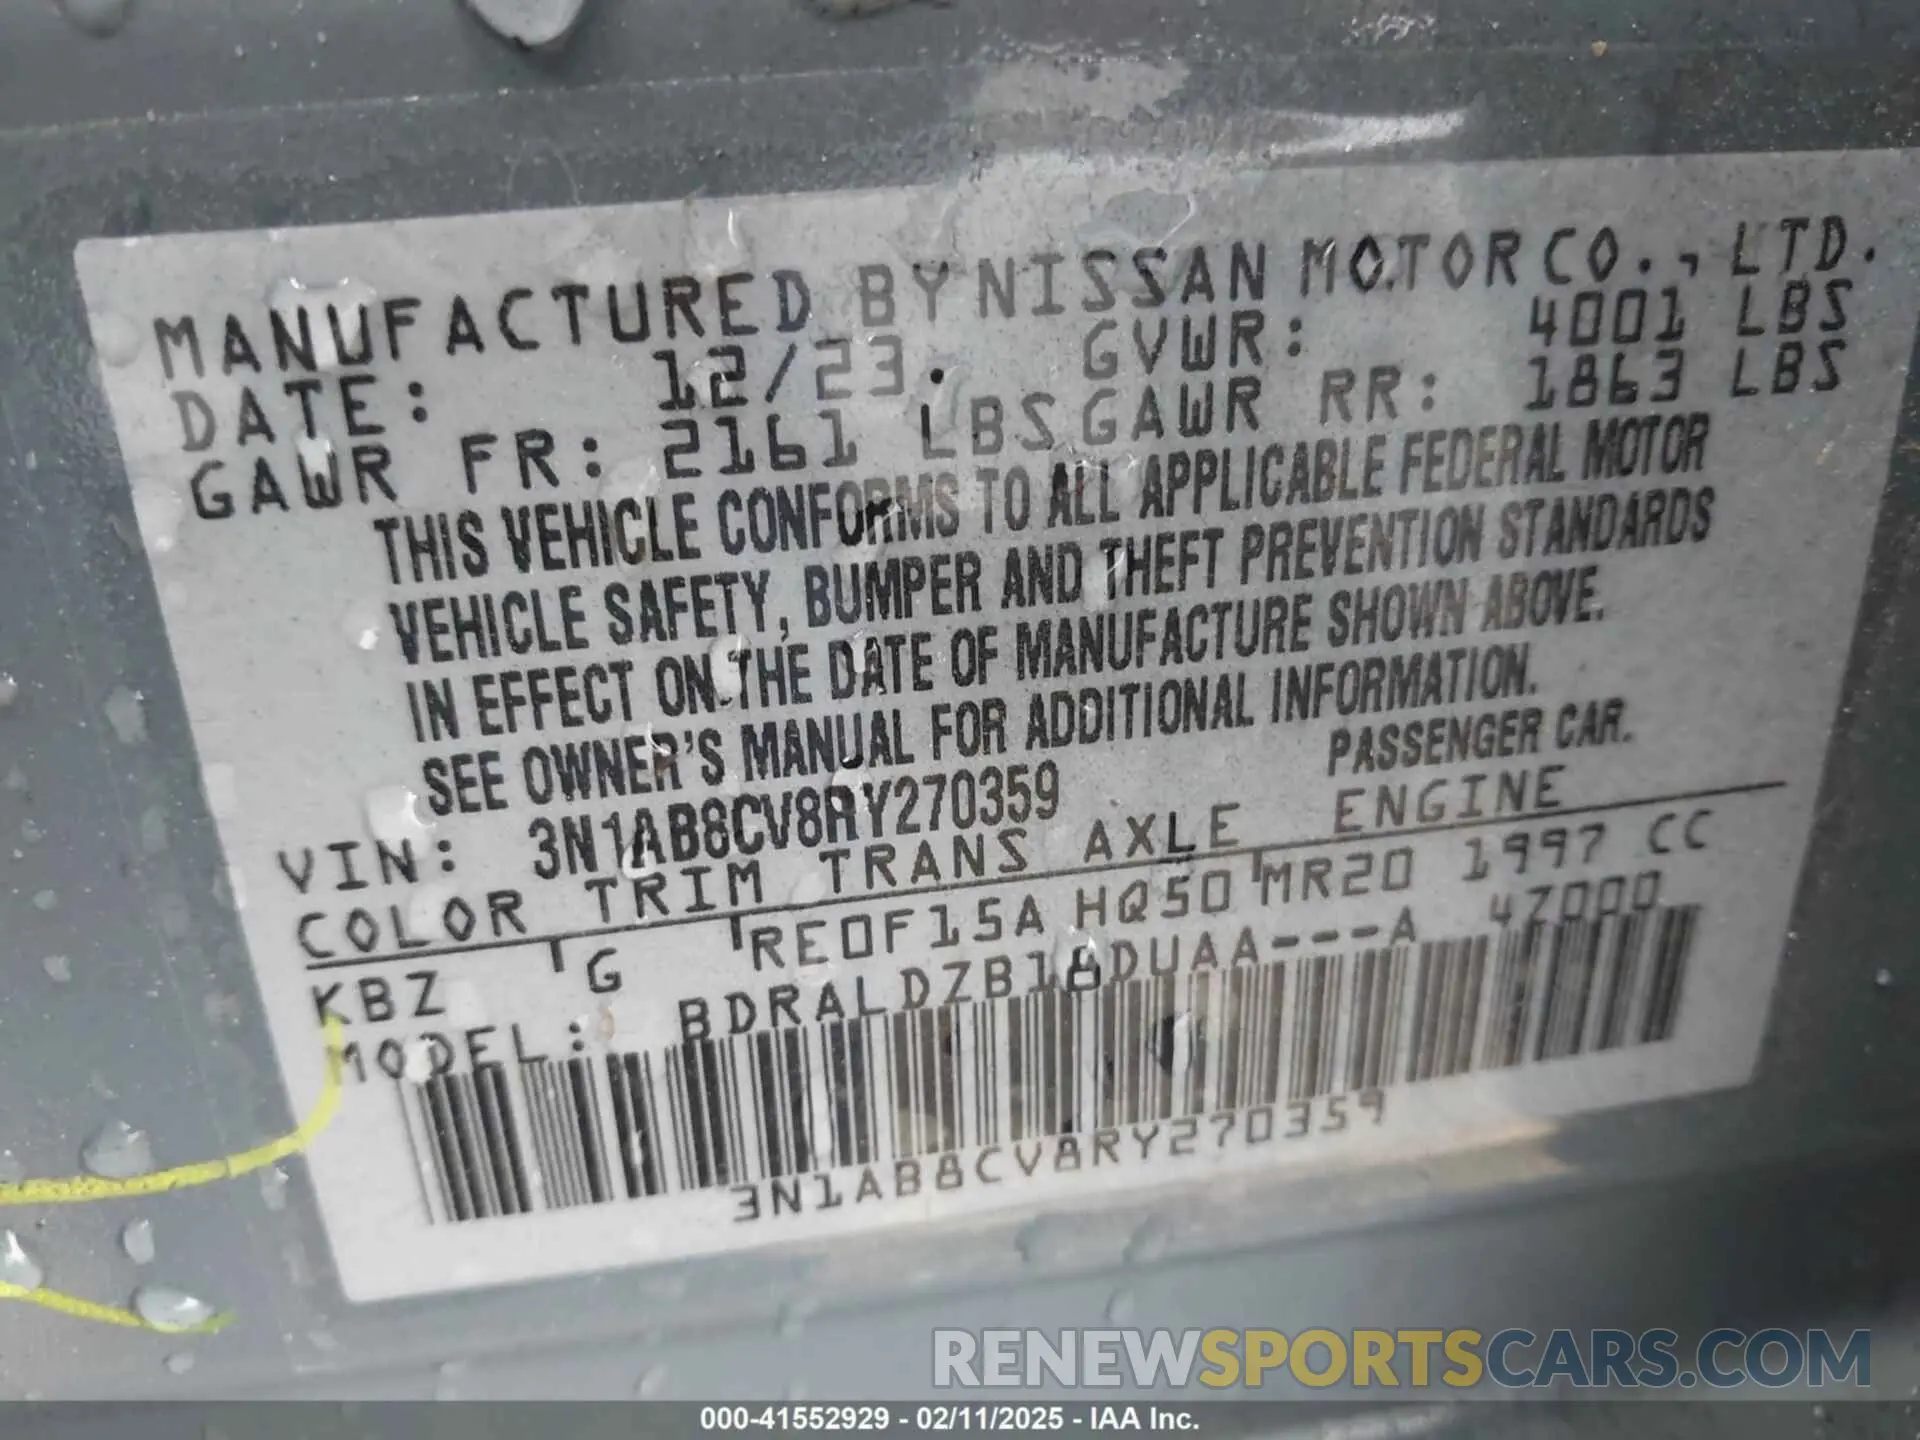 MANUFACTURED BY NISSAN MOTOR CO., LTD.
DATE: 12/23. GVWR: 4001 LBS
GAWR FR: 2161 LBS GAWR RR: 1863 LBS
THIS VEHICLE CONFORMS TO ALL APPLICABLE FEDERAL MOTOR
VEHICLE SAFETY, BUMPER AND THEFT PREVENTION STANDARDS
IN EFFECT ON THE DATE OF MANUFACTURE SHOWN ABOVE.
SEE OWNER'S MANUAL FOR ADDITIONAL INFORMATION.
VIN: 3N1AB8CV8RY270359 PASSENGER CAR.
COLOR TRIM TRANS AXLE ENGINE
KBZ G RE0F15A HQ50 MR20 1997 CC
MODEL: BDRALDZB18DUAA---A 4Z000
3N1AB8CV8RY270359
RENEWSPORTSCARS.COM
000-41552929 - 02/11/2025 - IAA Inc.